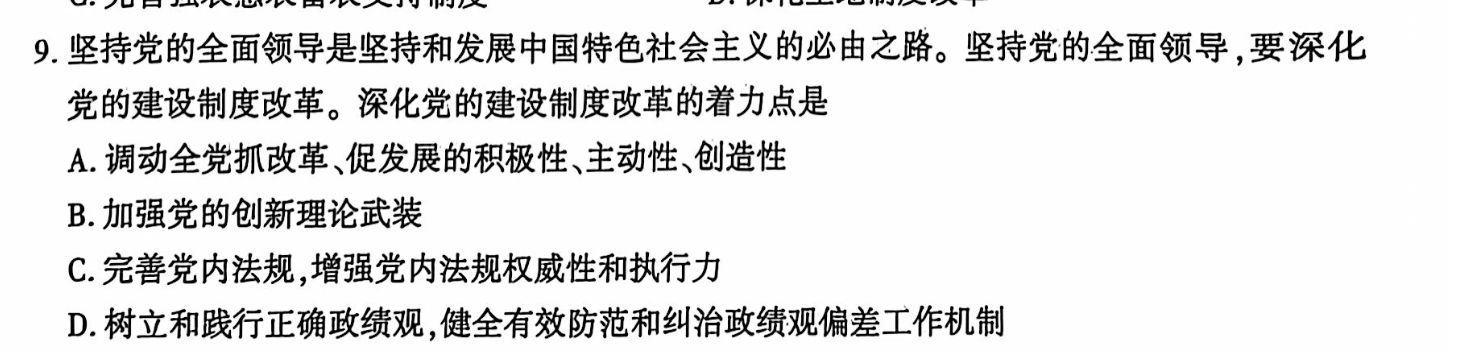 9. 坚持党的全面领导是坚持和发展中国特色社会主义的必由之路。坚持党的全面领导,要深化
党的建设制度改革。深化党的建设制度改革的着力点是
A. 调动全党抓改革、促发展的积极性、主动性、创造性
B. 加强党的创新理论武装
C. 完善党内法规,增强党内法规权威性和执行力
D. 树立和践行正确政绩观,健全有效防范和纠治政绩观偏差工作机制